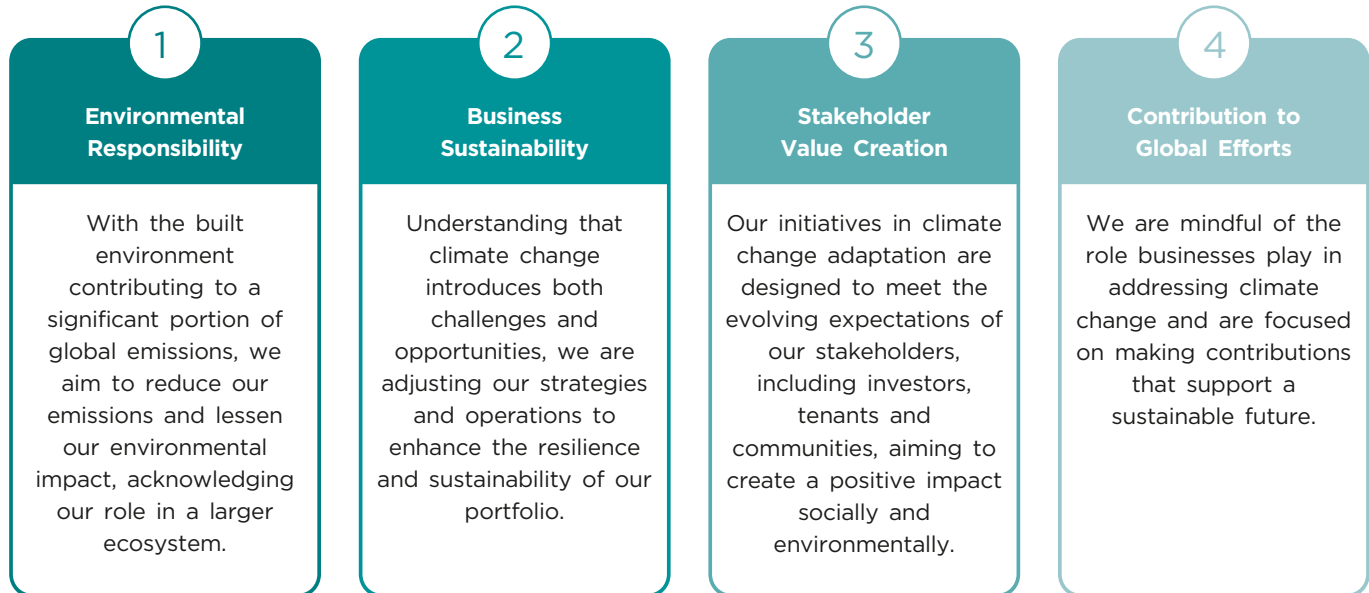 1
Environmental
Responsibility
With the built
environment
contributing to a
significant portion of
global emissions, we
aim to reduce our
emissions and lessen
our environmental
impact, acknowledging
our role in a larger
ecosystem.
2
Business
Sustainability
Understanding that
climate change
introduces both
challenges and
opportunities, we are
adjusting our strategies
and operations to
enhance the resilience
and sustainability of our
portfolio.
3
Stakeholder
Value Creation
Our initiatives in climate
change adaptation are
designed to meet the
evolving expectations of
our stakeholders,
including investors,
tenants and
communities, aiming to
create a positive impact
socially and
environmentally.
4
Contribution to
Global Efforts
We are mindful of the
role businesses play in
addressing climate
change and are focused
on making contributions
that support a
sustainable future.